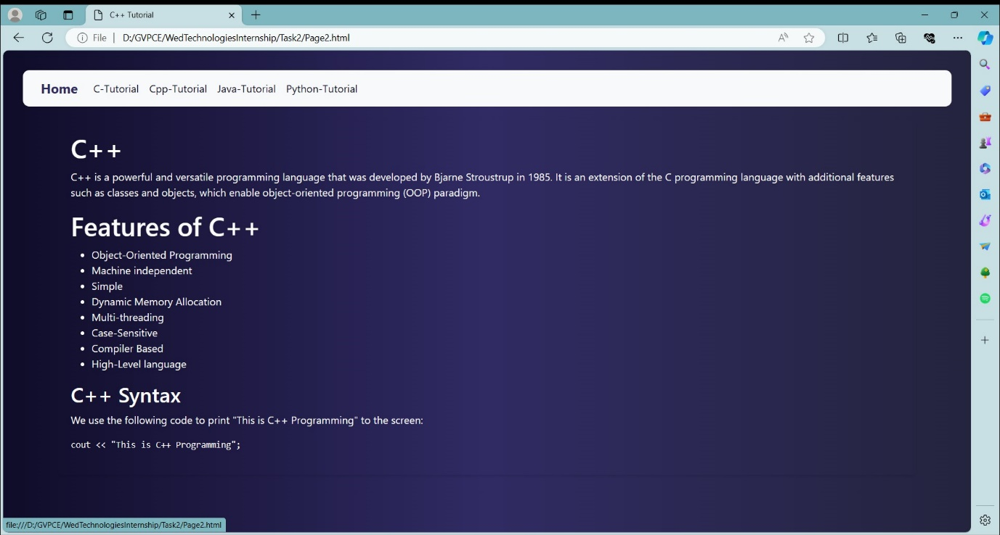 C++ Tutorial
File | D:/GVPCE/WedTechnologiesInternship/Task2/Page2.html
Home C-Tutorial Cpp-Tutorial Java-Tutorial Python-Tutorial
C++
C++ is a powerful and versatile programming language that was developed by Bjarne Stroustrup in 1985. It is an extension of the C programming language with additional features
such as classes and objects, which enable object-oriented programming (OOP) paradigm.
Features of C++
• Object-Oriented Programming
• Machine independent
• Simple
• Dynamic Memory Allocation
• Multi-threading
• Case-Sensitive
• Compiler Based
• High-Level language
C++ Syntax
We use the following code to print "This is C++ Programming" to the screen:
cout << "This is C++ Programming";
file:///D:/GVPCE/WedTechnologiesInternship/Task2/Page2.html